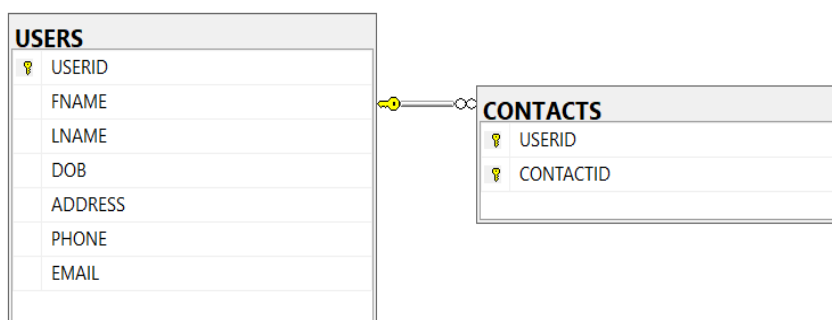 USERS
USERID
FNAME
LNAME
DOB
ADDRESS
PHONE
EMAIL
CONTACTS
USERID
CONTACTID